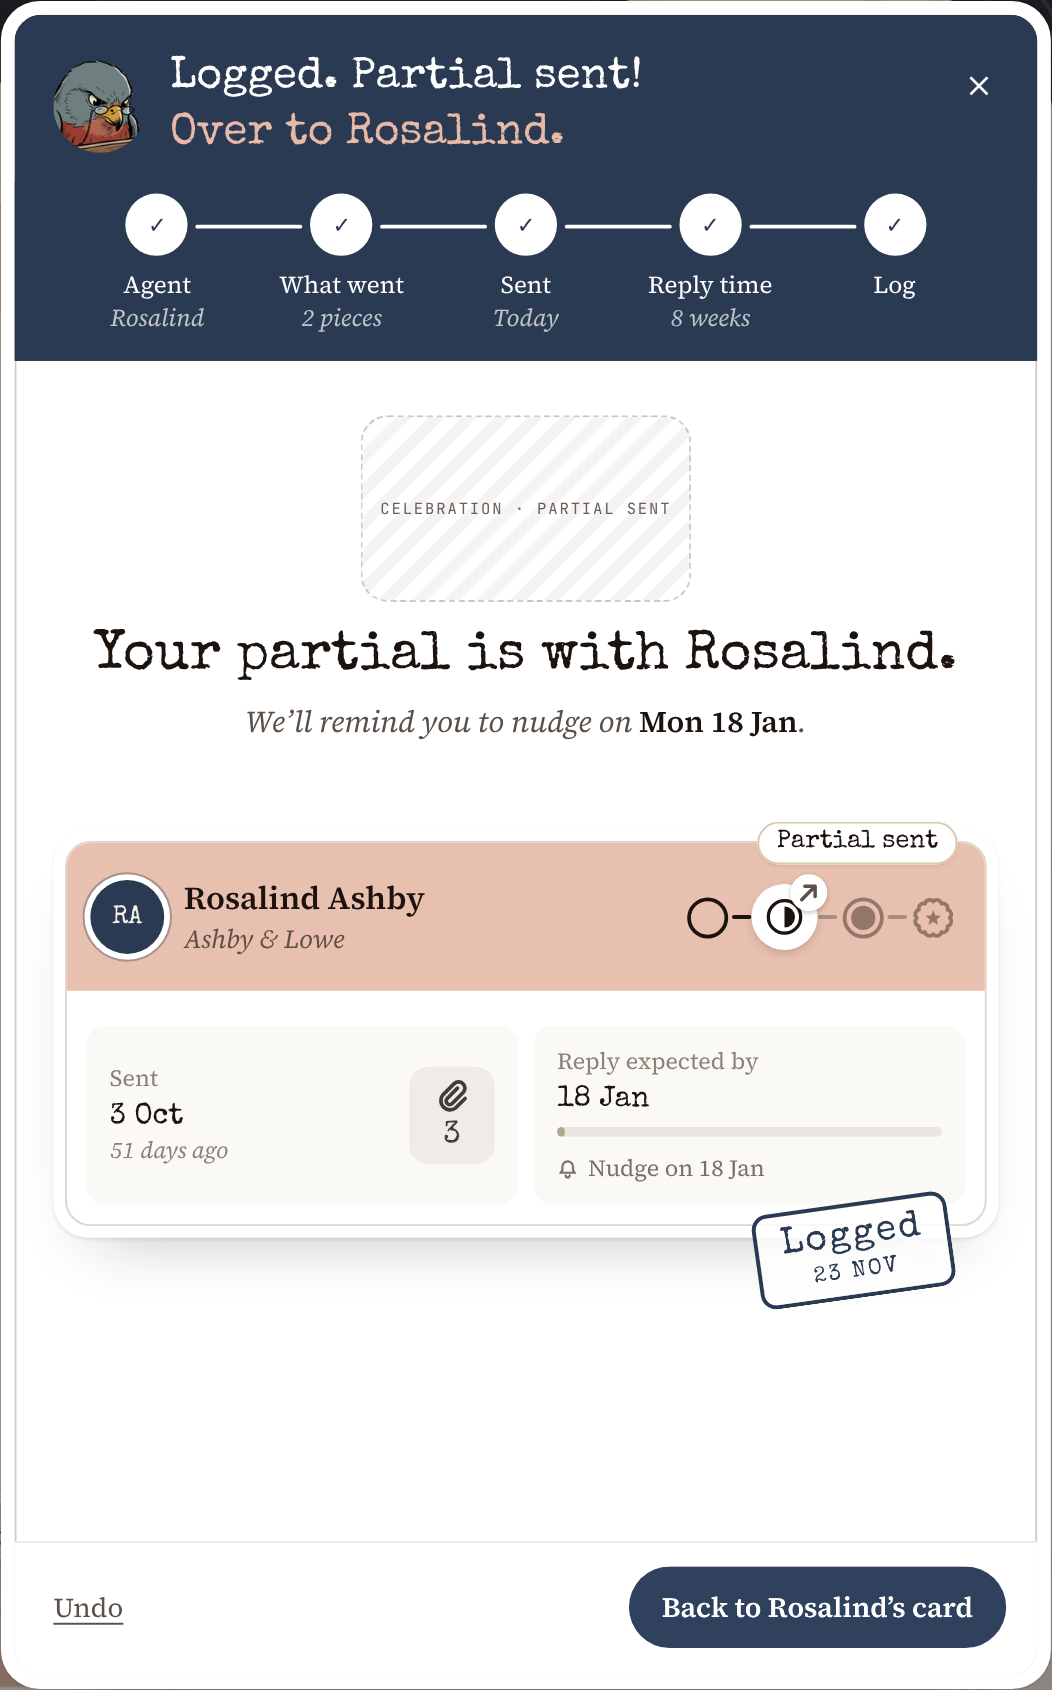 Logged. Partial sent!
Over to Rosalind.
✓ ✓ ✓ ✓ ✓
Agent What went Sent Reply time Log
Rosalind 2 pieces Today 8 weeks
CELEBRATION · PARTIAL SENT
Your partial is with Rosalind.
We’ll remind you to nudge on Mon 18 Jan.
Partial sent
RA
Rosalind Ashby
Ashby & Lowe
Sent
3 Oct
51 days ago
3
Reply expected by
18 Jan
Nudge on 18 Jan
Logged
23 NOV
Undo
Back to Rosalind’s card